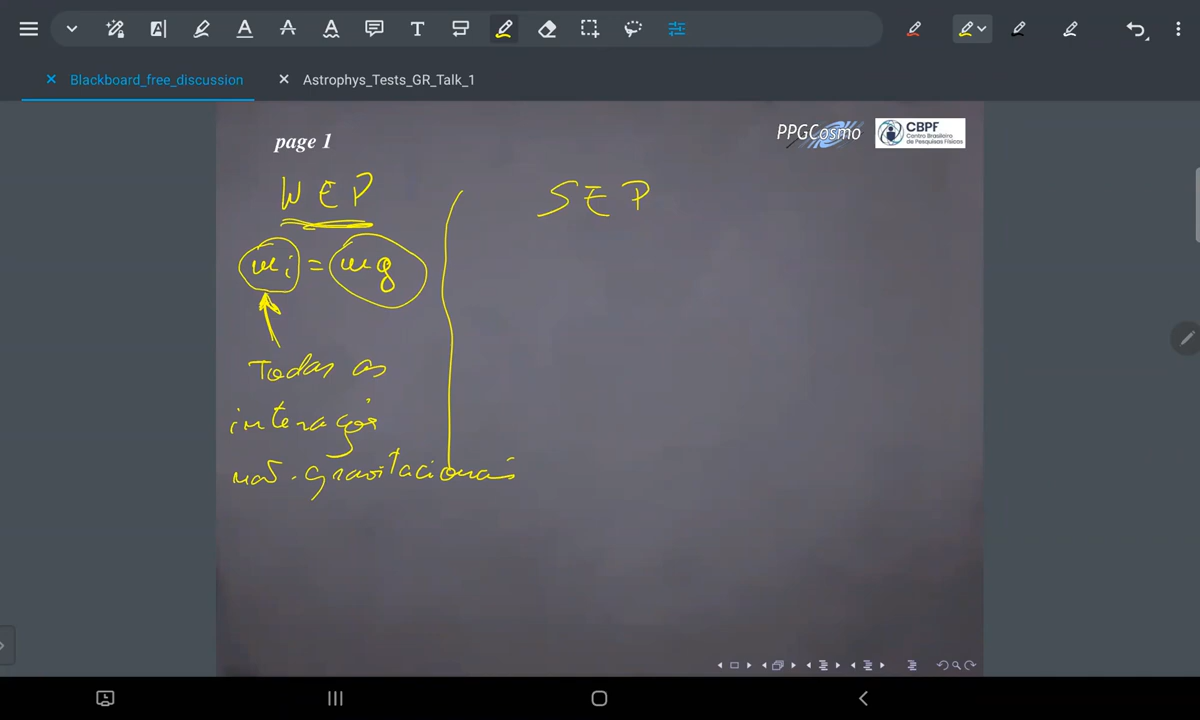 Blackboard_free_discussion
Astrophys_Tests_GR_Talk_1
page 1
PPGCosmo
CBPF
Centro Brasileiro
de Pesquisas Físicas
WEP
SEP
mi = mg
Todas as
interações
não-gravitacionais